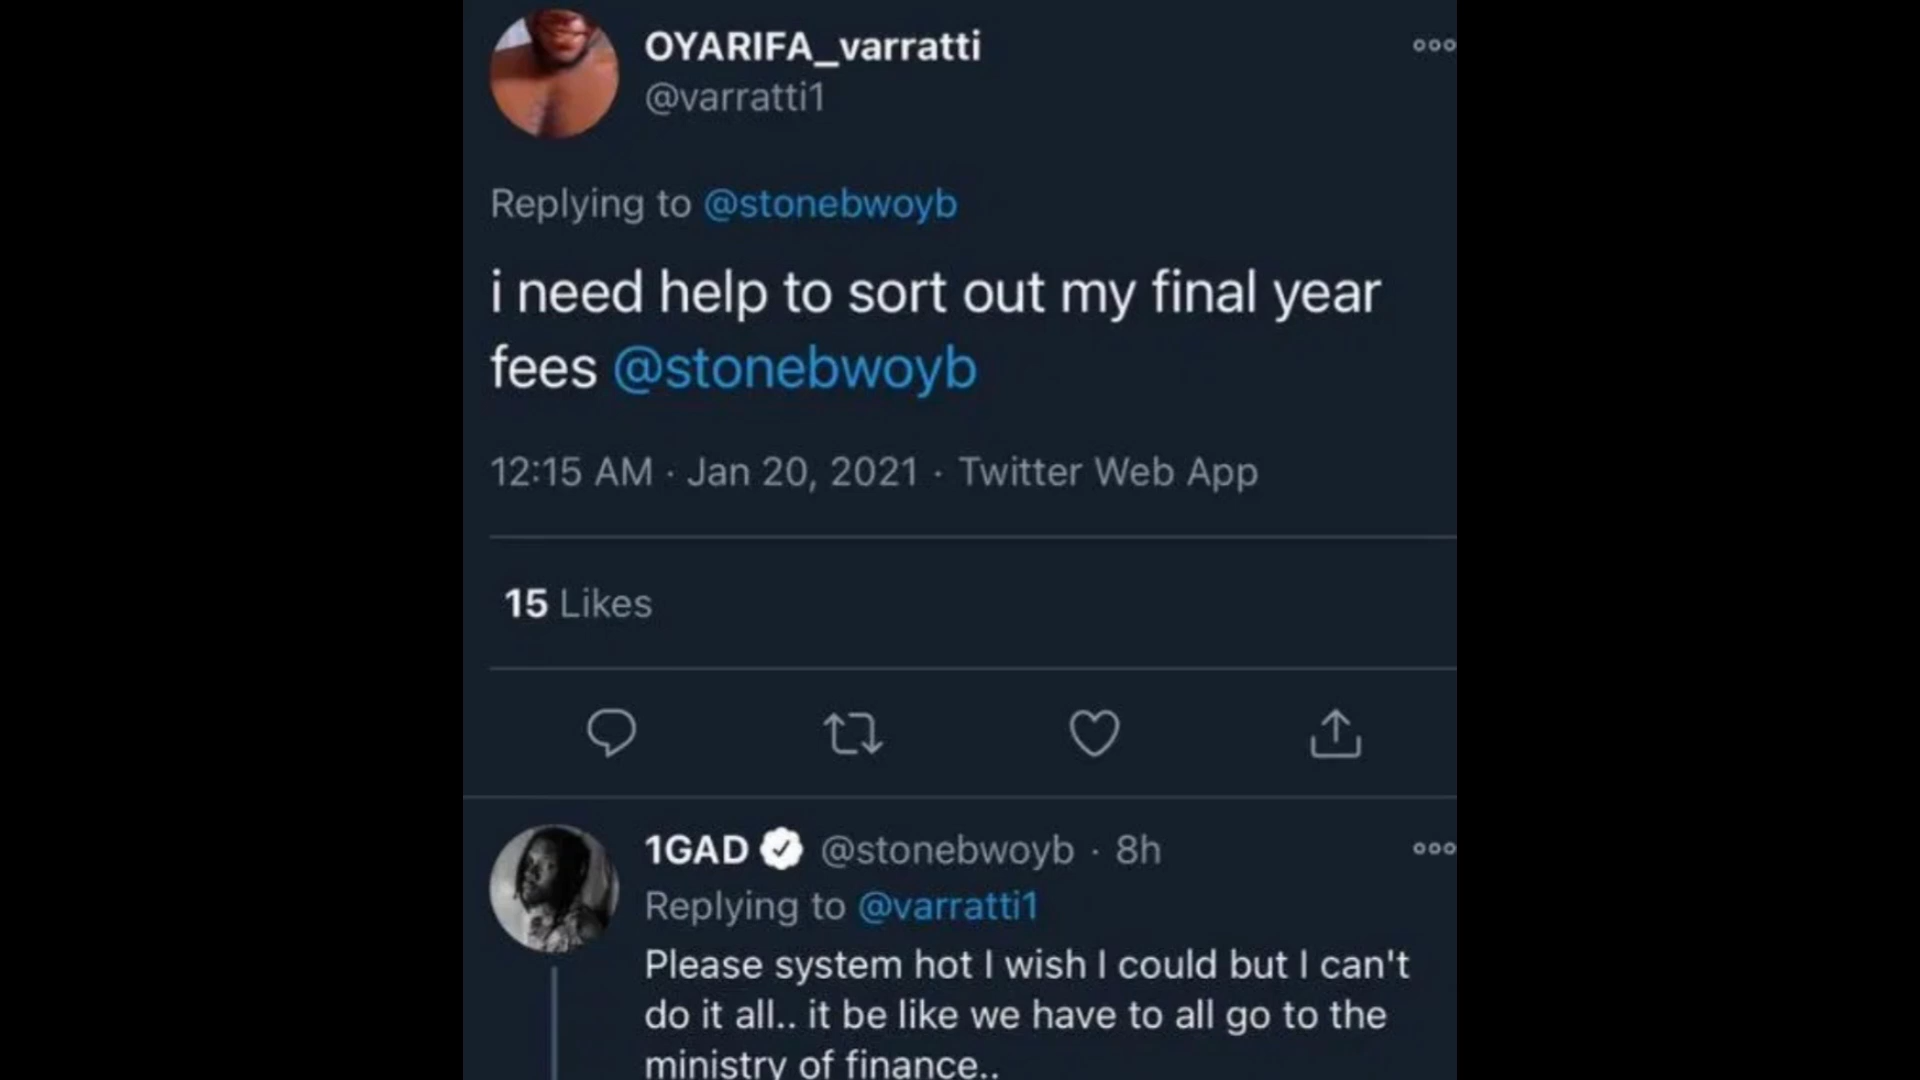 OYARIFA_varratti
@varratti1
Replying to @stonebwoyb
i need help to sort out my final year
fees @stonebwoyb
12:15 AM · Jan 20, 2021 · Twitter Web App
15 Likes
1GAD @stonebwoyb · 8h
Replying to @varratti1
Please system hot I wish I could but I can't
do it all.. it be like we have to all go to the
ministry of finance..